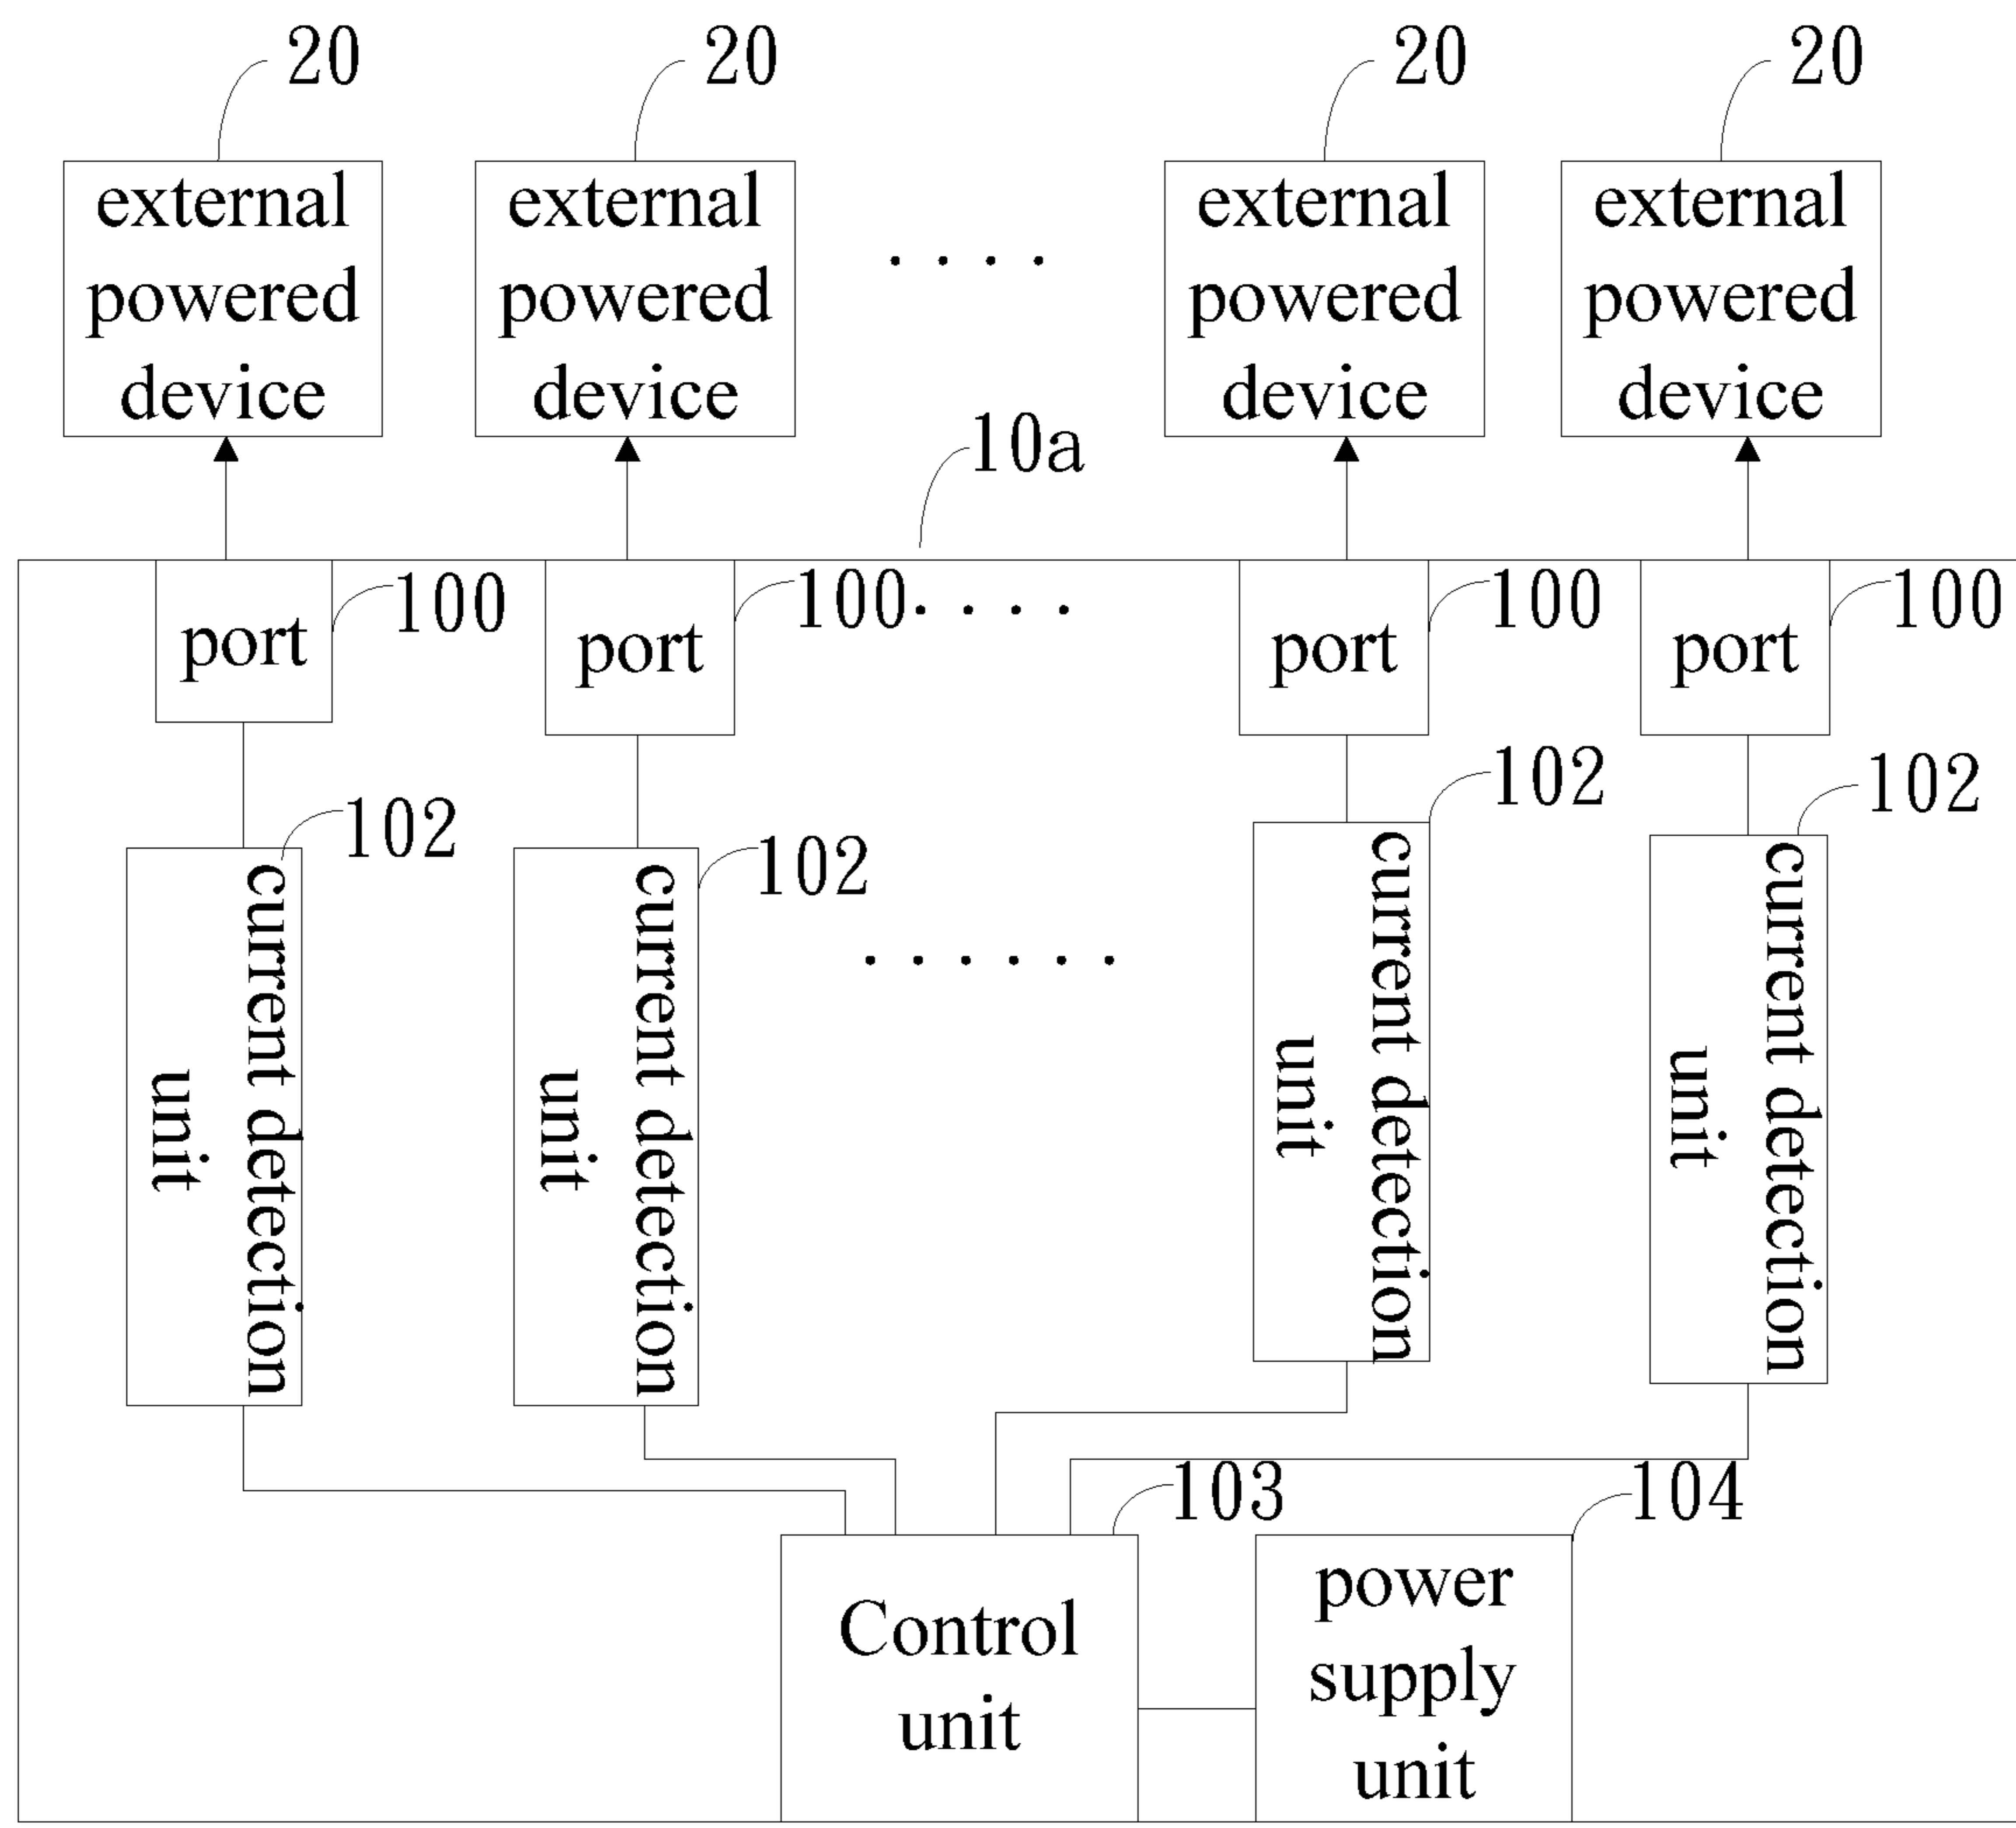 20
20
20
20
external
powered
device
external
powered
device
. . . .
external
powered
device
external
powered
device
10a
port
100
port
100
. . . .
port
100
port
100
102
102
102
102
current detection
unit
current detection
unit
. . . . . .
current detection
unit
current detection
unit
103
104
Control
unit
power
supply
unit